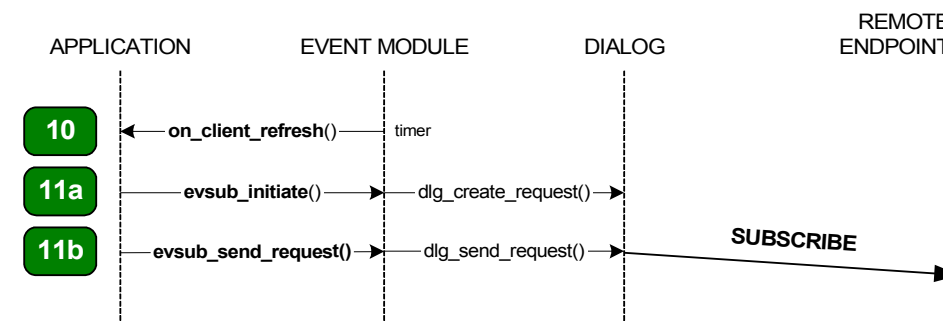 REMOTE
APPLICATION EVENT MODULE DIALOG ENDPOINT
10 on_client_refresh() timer
11a evsub_initiate() dlg_create_request()
11b evsub_send_request() dlg_send_request() SUBSCRIBE